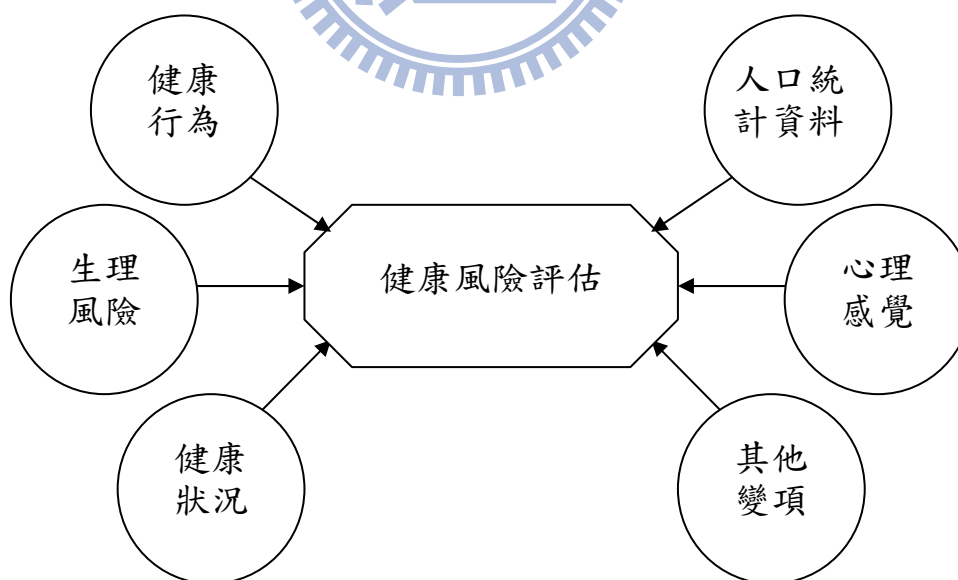 健康
行為
人口統
計資料
生理
風險
健康風險評估
心理
感覺
健康
狀況
其他
變項